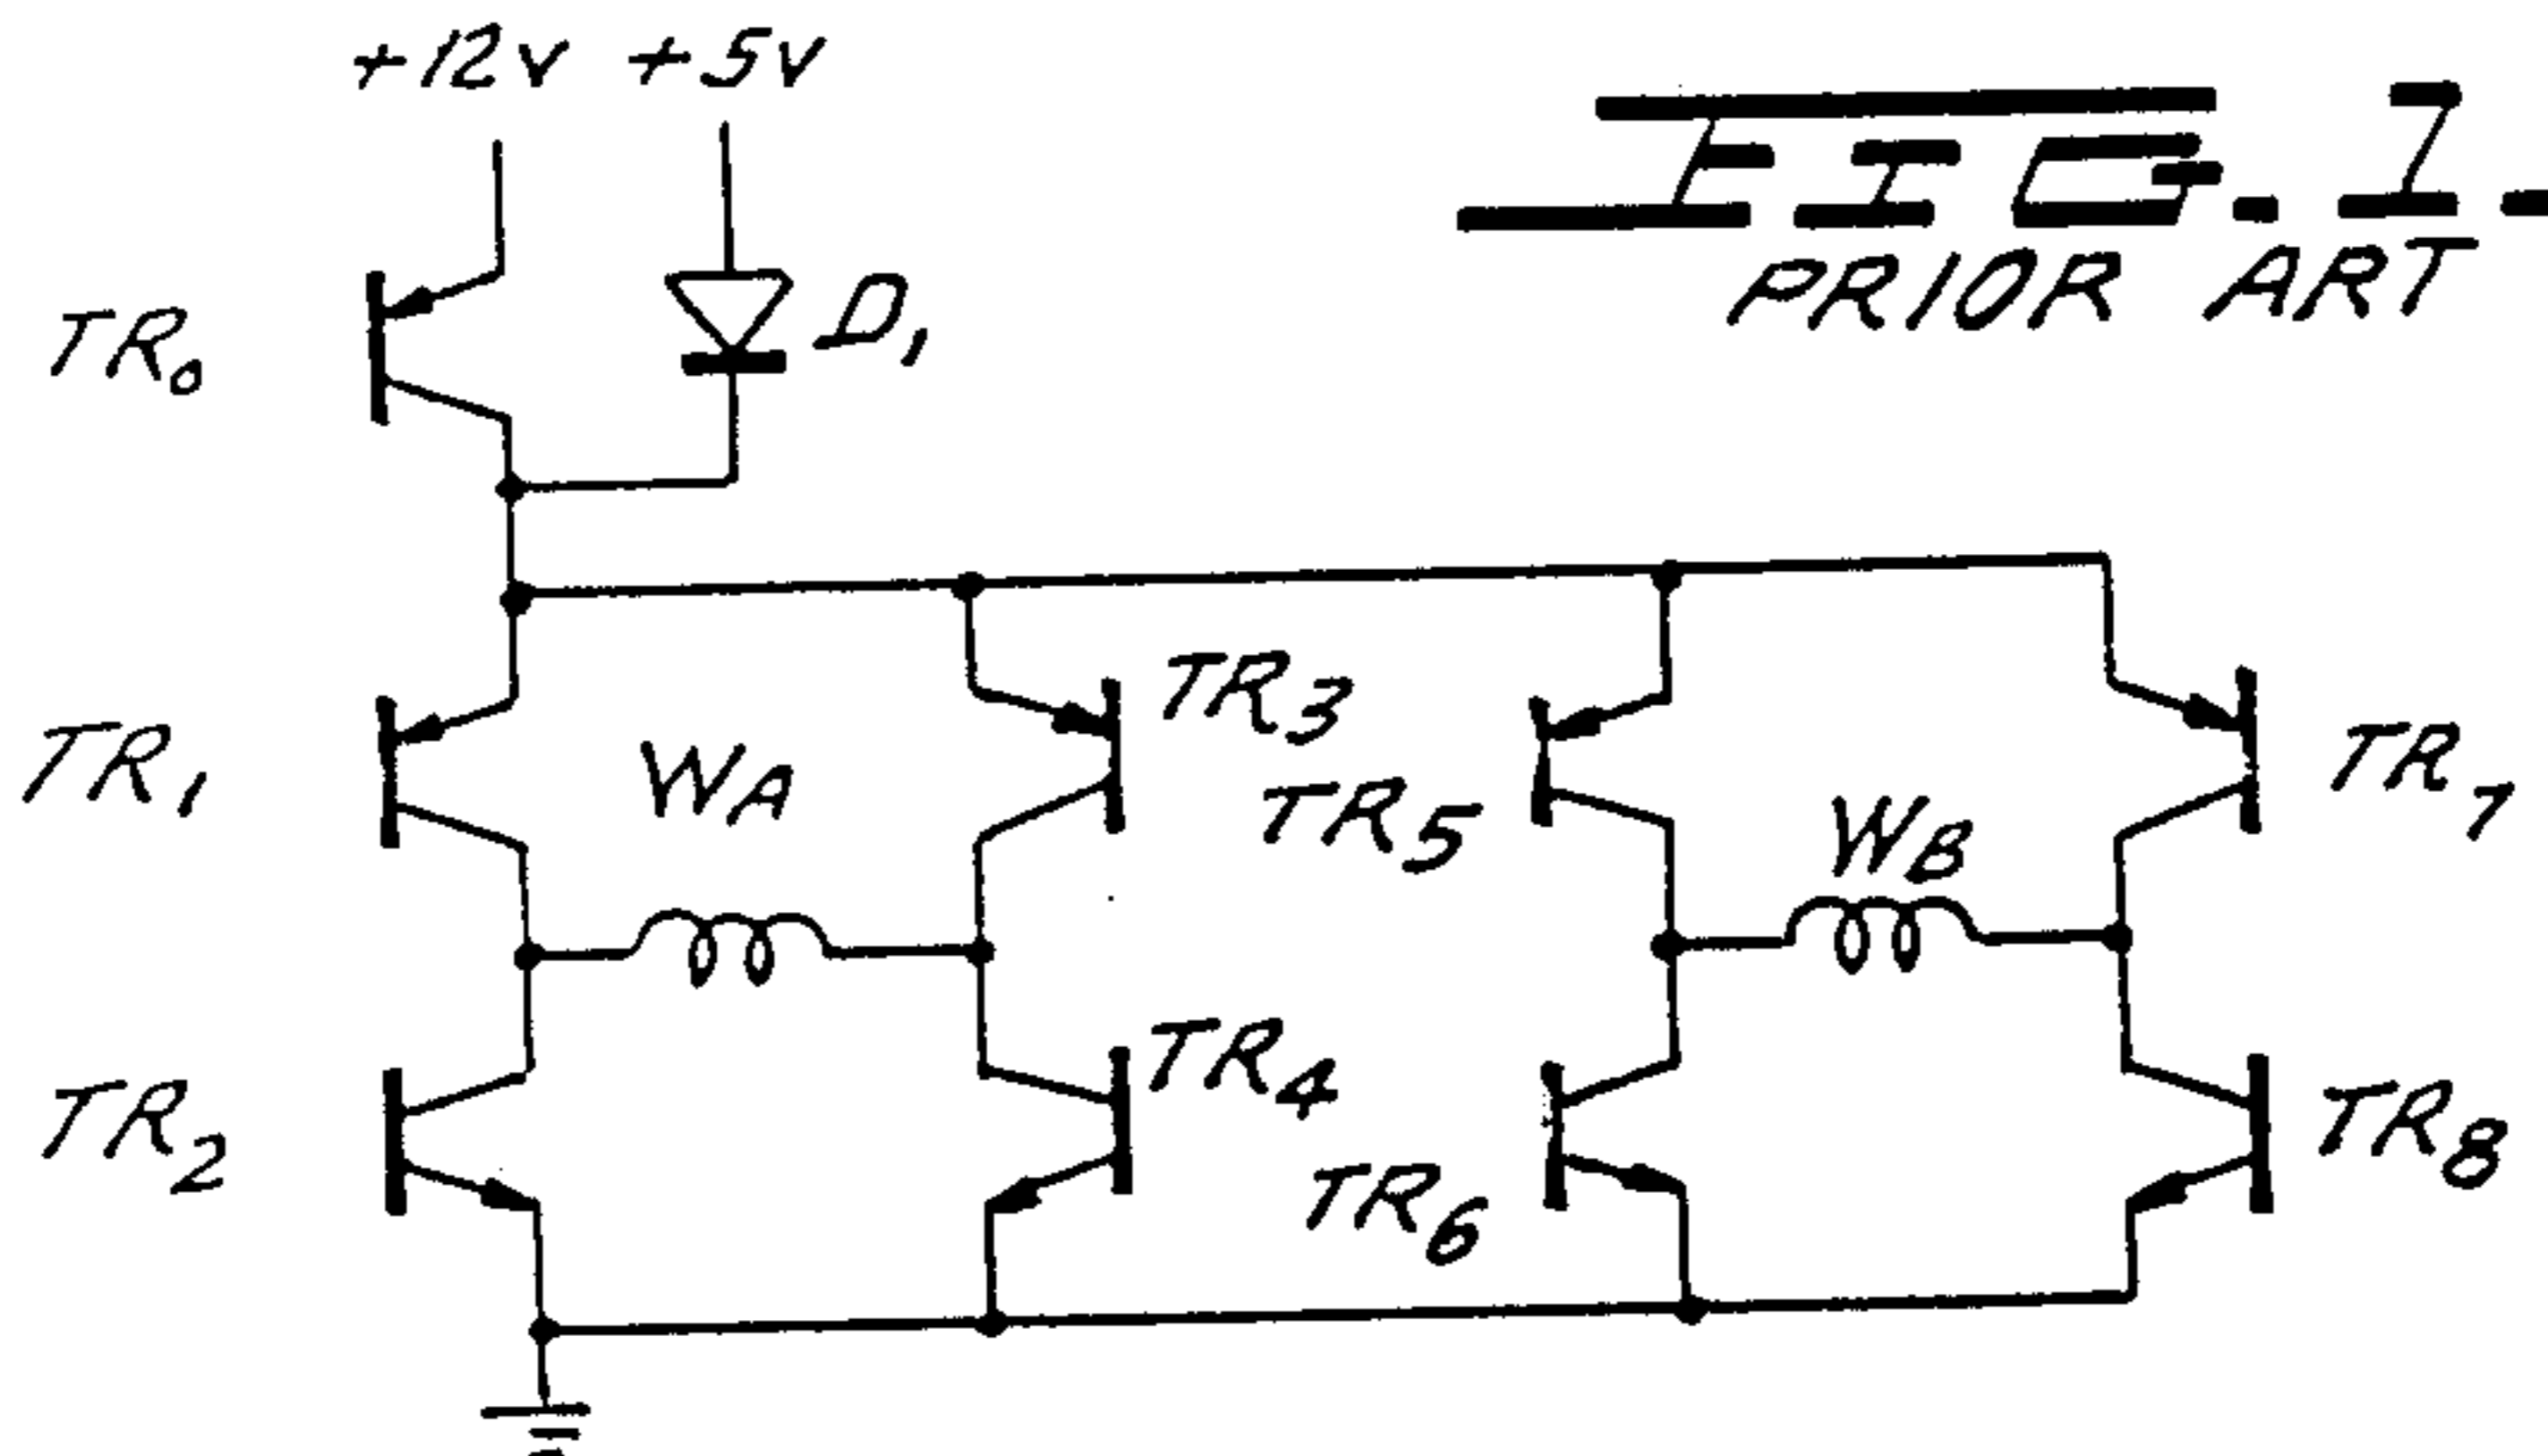 +12v +5v
FIG. 1.
PRIOR ART
TR0
D1
TR1
WA
TR3
TR5
WB
TR7
TR2
TR4
TR6
TR8